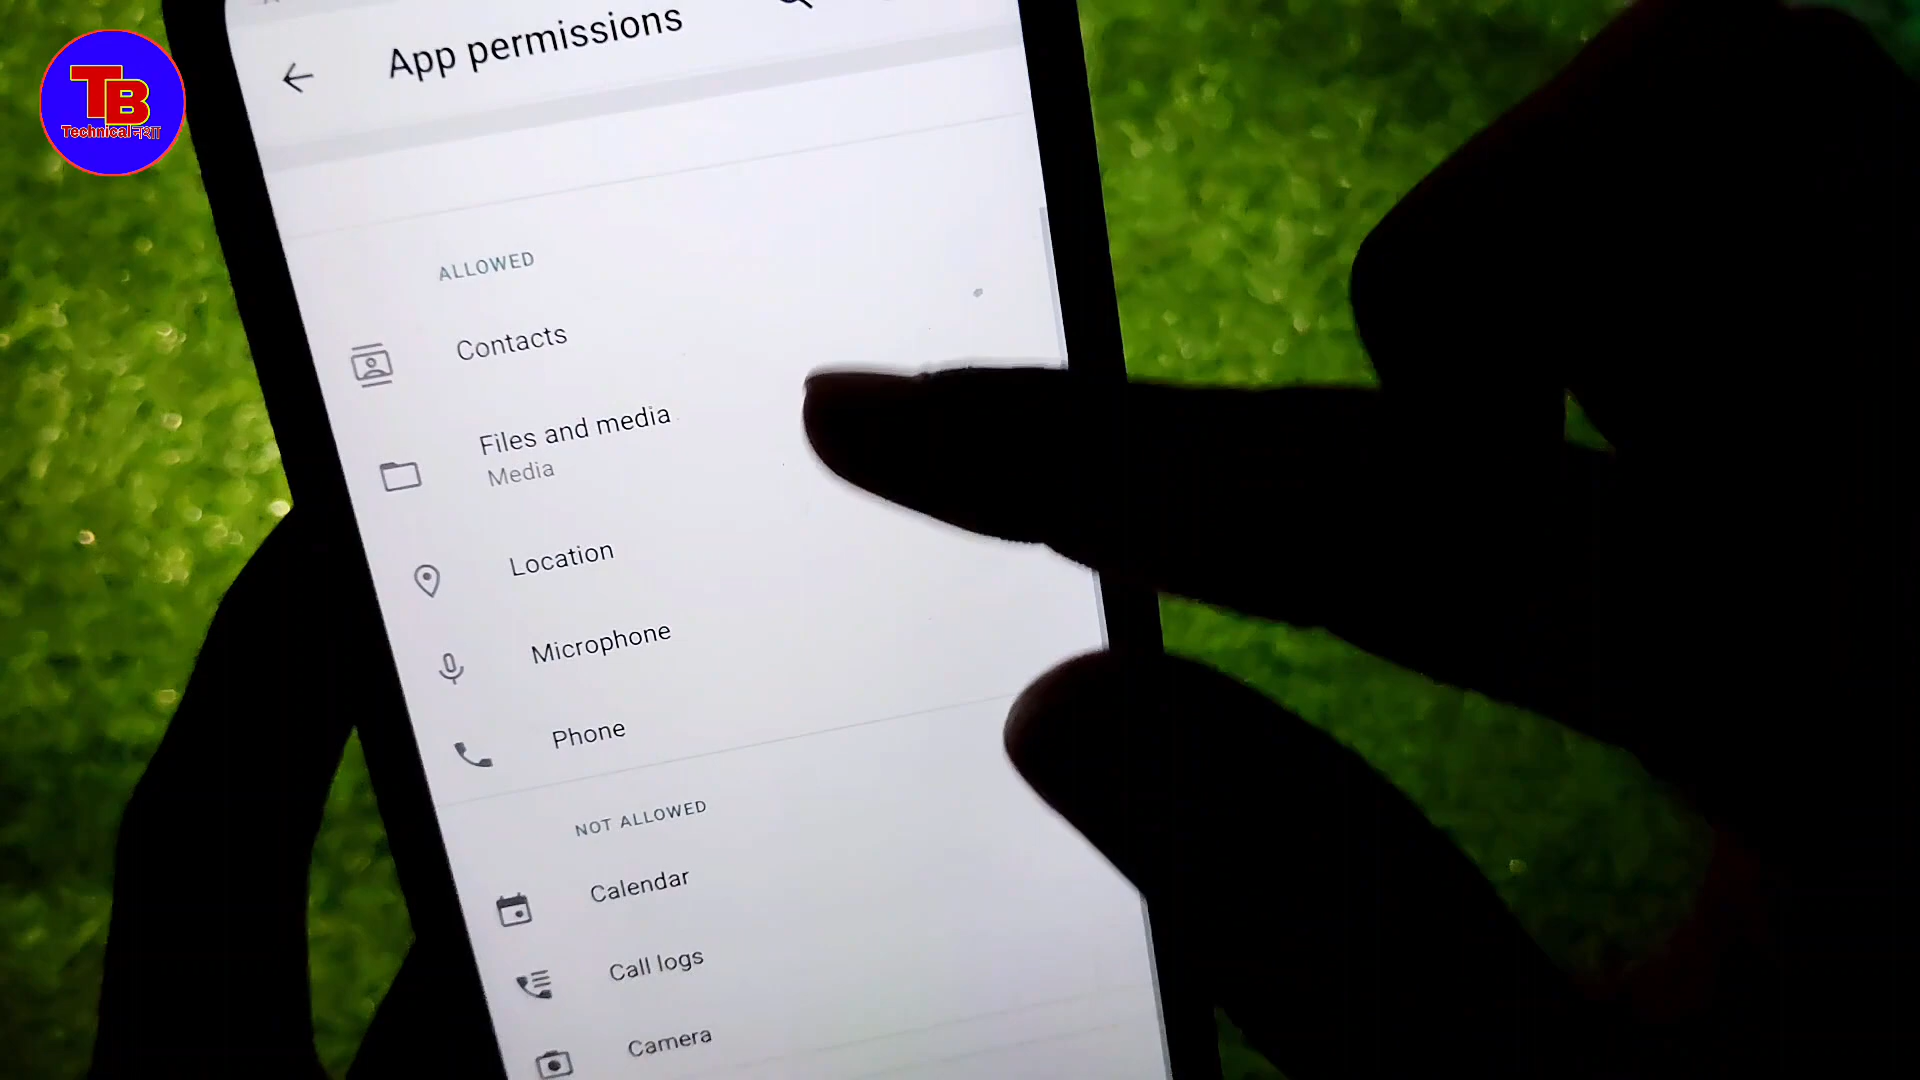 TB
Technicalनशा
App permissions
ALLOWED
Contacts
Files and media
Media
Location
Microphone
Phone
NOT ALLOWED
Calendar
Call logs
Camera